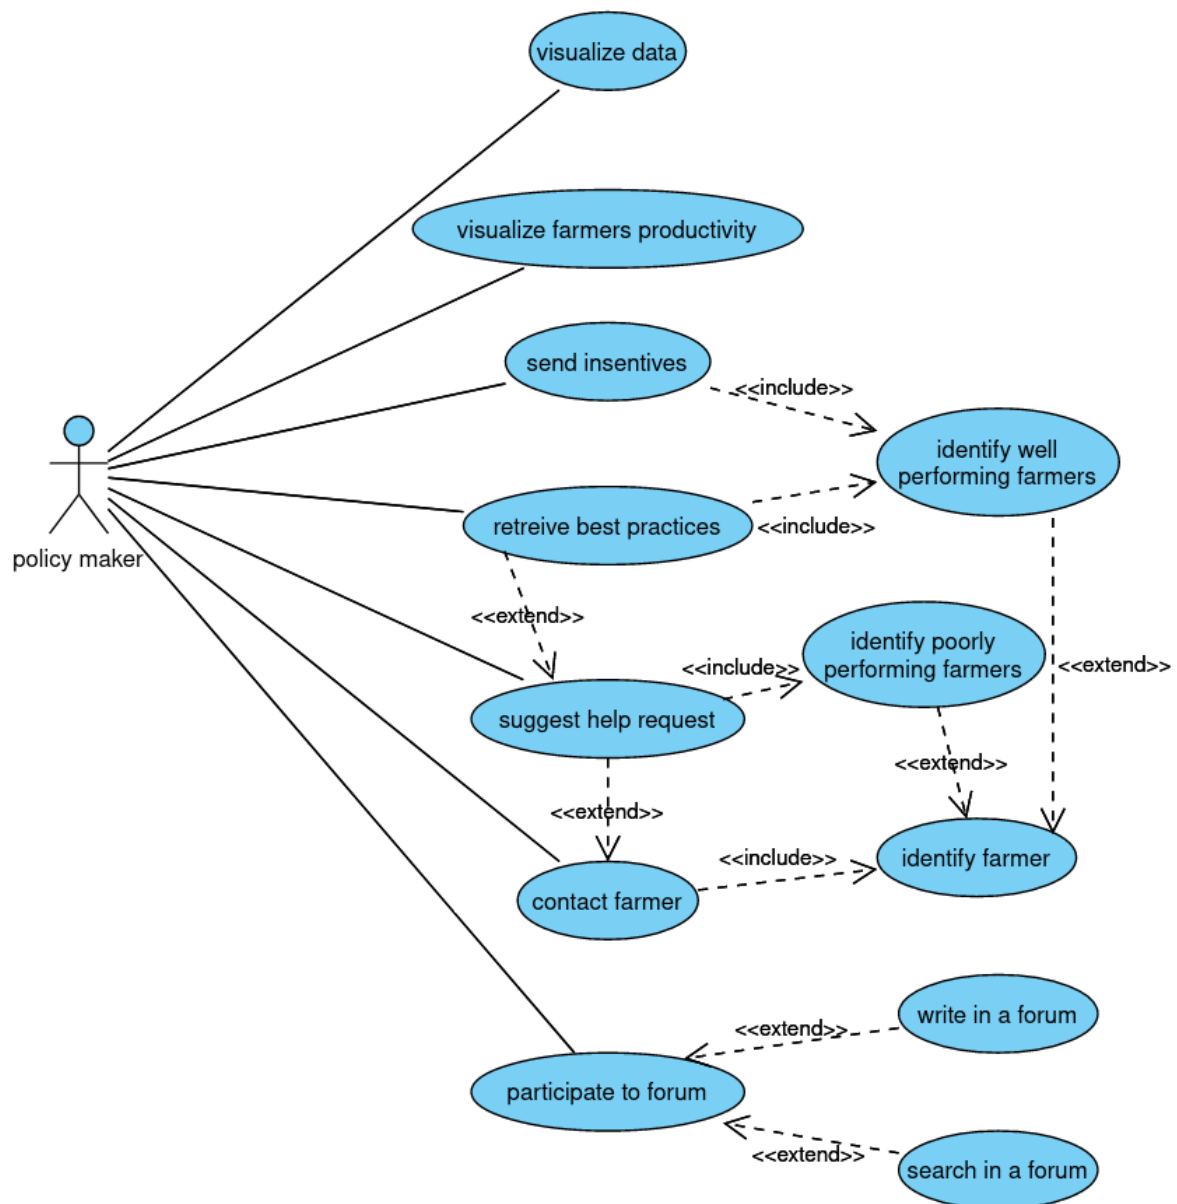 visualize data
visualize farmers productivity
send insentives
<<include>>
identify well
performing farmers
retreive best practices
<<include>>
policy maker
<<extend>>
identify poorly
performing farmers
<<include>>
<<extend>>
suggest help request
<<extend>>
<<extend>>
identify farmer
<<include>>
contact farmer
write in a forum
<<extend>>
participate to forum
<<extend>>
search in a forum